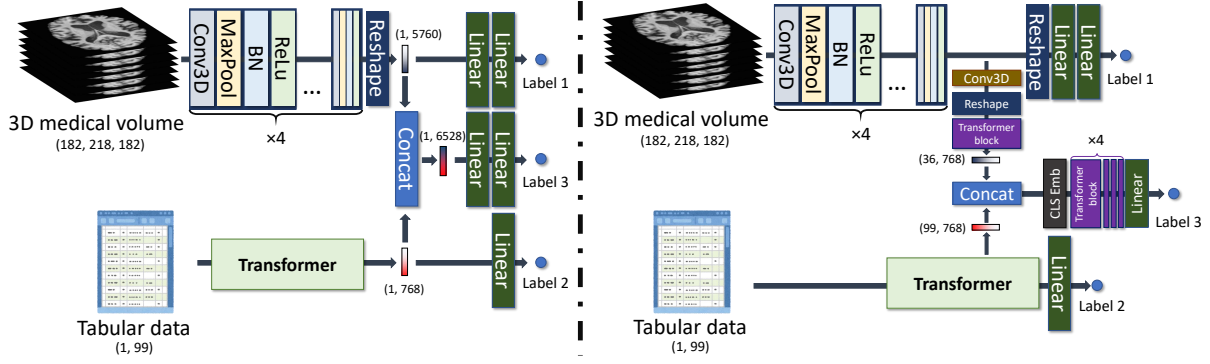 Conv3D
MaxPool
BN
ReLu
...
Reshape
(1, 5760)
Linear
Linear
Label 1
3D medical volume
(182, 218, 182)
×4
Concat
(1, 6528)
Linear
Linear
Label 3
Transformer
(1, 768)
Linear
Label 2
Tabular data
(1, 99)
Conv3D
MaxPool
BN
ReLu
...
Reshape
Linear
Linear
Label 1
3D medical volume
(182, 218, 182)
×4
Conv3D
Reshape
Transformer
block
(36, 768)
Concat
CLS Emb
×4
Transformer
block
Linear
Label 3
(99, 768)
Transformer
Linear
Label 2
Tabular data
(1, 99)